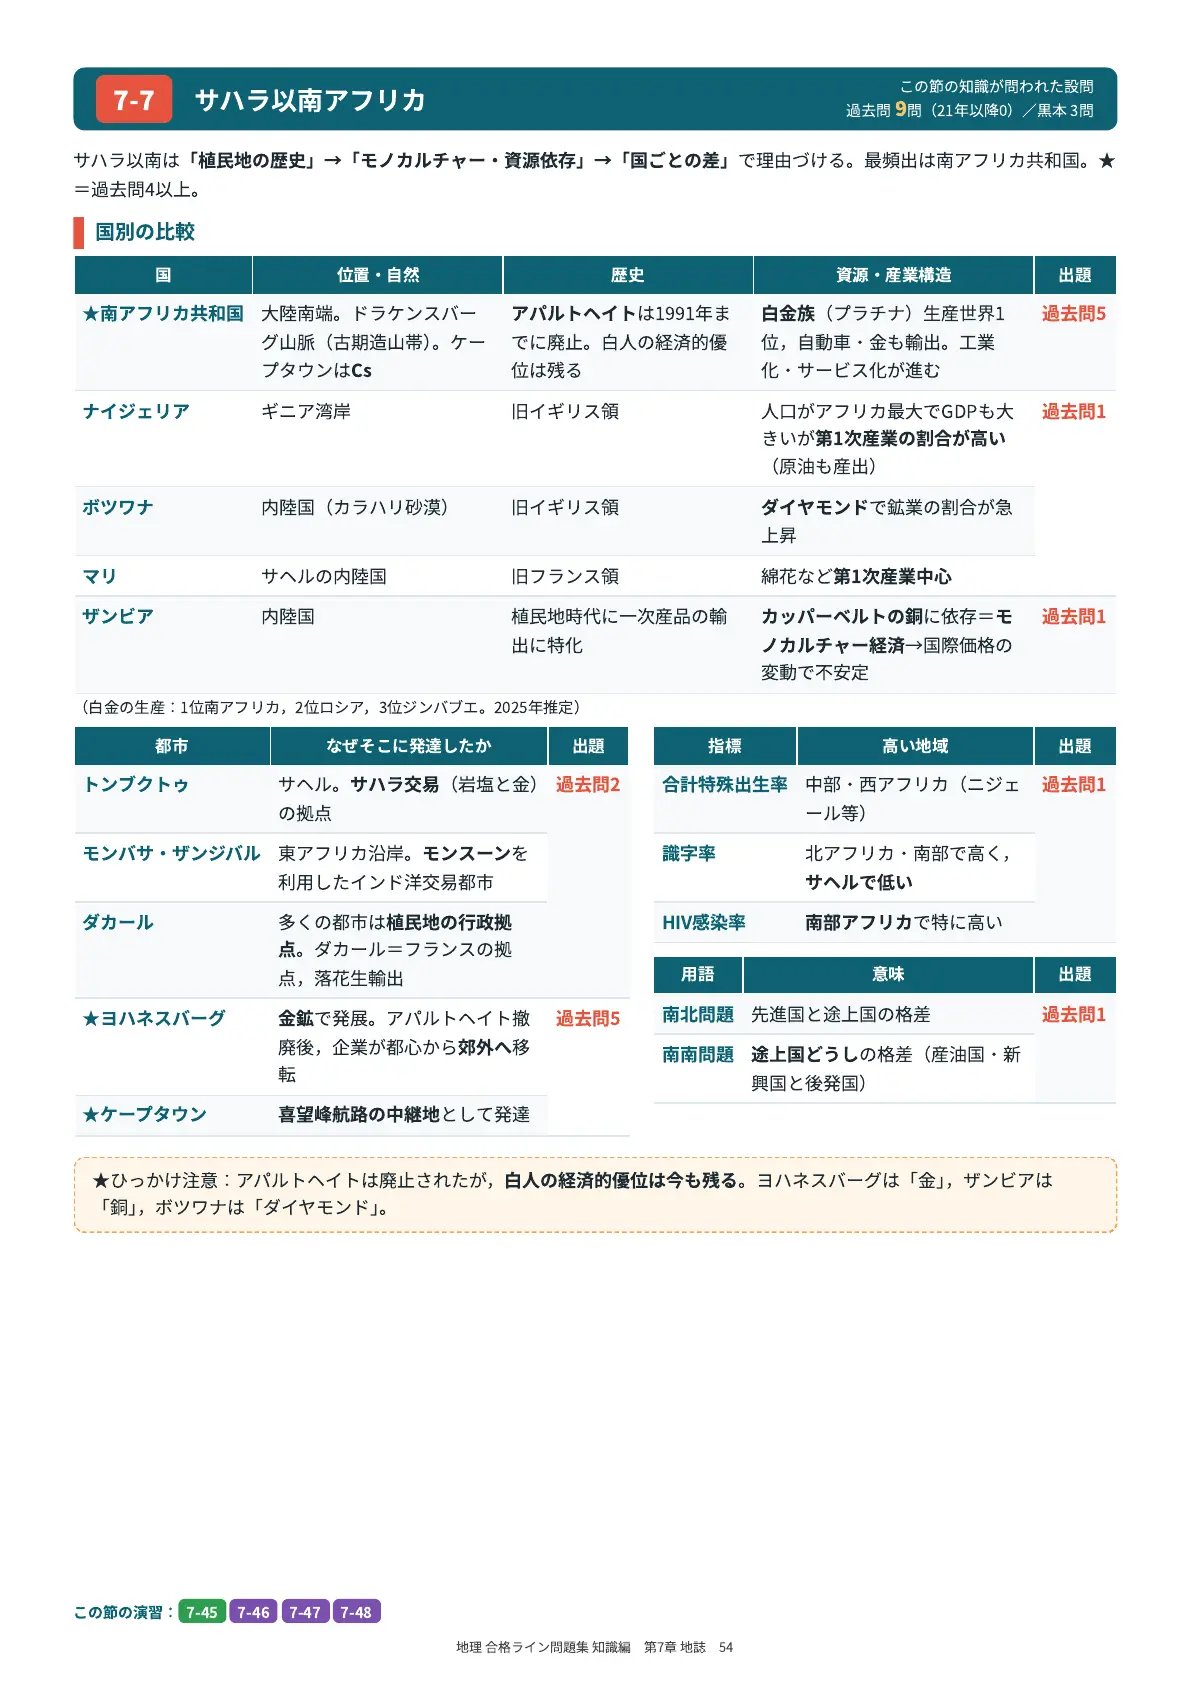 7-7 サハラ以南アフリカ
この節の知識が問われた設問
過去問 9問（21年以降0）／黒本 3問
サハラ以南は「植民地の歴史」→「モノカルチャー・資源依存」→「国ごとの差」で理由づける。最頻出は南アフリカ共和国。★
＝過去問4以上。
国別の比較
国 位置・自然 歴史 資源・産業構造 出題
★南アフリカ共和国 大陸南端。ドラケンスバー アパルトヘイトは1991年ま 白金族（プラチナ）生産世界1 過去問5
グ山脈（古期造山帯）。ケー でに廃止。白人の経済的優 位，自動車・金も輸出。工業
プタウンはCs 位は残る 化・サービス化が進む
ナイジェリア ギニア湾岸 旧イギリス領 人口がアフリカ最大でGDPも大 過去問1
きいが第1次産業の割合が高い
（原油も産出）
ボツワナ 内陸国（カラハリ砂漠） 旧イギリス領 ダイヤモンドで鉱業の割合が急
上昇
マリ サヘルの内陸国 旧フランス領 綿花など第1次産業中心
ザンビア 内陸国 植民地時代に一次産品の輸 カッパーベルトの銅に依存＝モ 過去問1
出に特化 ノカルチャー経済→国際価格の
変動で不安定
（白金の生産：1位南アフリカ，2位ロシア，3位ジンバブエ。2025年推定）
都市 なぜそこに発達したか 出題
トンブクトゥ サヘル。サハラ交易（岩塩と金） 過去問2
の拠点
モンバサ・ザンジバル 東アフリカ沿岸。モンスーンを
利用したインド洋交易都市
ダカール 多くの都市は植民地の行政拠
点。ダカール＝フランスの拠
点，落花生輸出
★ヨハネスバーグ 金鉱で発展。アパルトヘイト撤 過去問5
廃後，企業が都心から郊外へ移
転
★ケープタウン 喜望峰航路の中継地として発達
指標 高い地域 出題
合計特殊出生率 中部・西アフリカ（ニジェ 過去問1
ール等）
識字率 北アフリカ・南部で高く，
サヘルで低い
HIV感染率 南部アフリカで特に高い
用語 意味 出題
南北問題 先進国と途上国の格差 過去問1
南南問題 途上国どうしの格差（産油国・新
興国と後発国）
★ひっかけ注意：アパルトヘイトは廃止されたが，白人の経済的優位は今も残る。ヨハネスバーグは「金」，ザンビアは
「銅」，ボツワナは「ダイヤモンド」。
この節の演習： 7-45 7-46 7-47 7-48
地理 合格ライン問題集 知識編 第7章 地誌 54